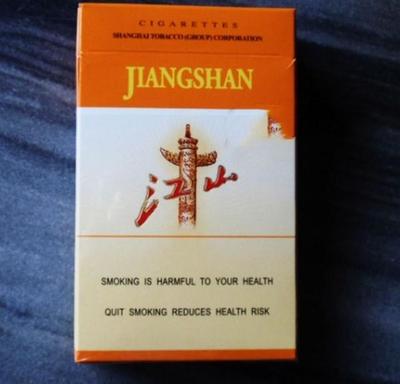 CIGARETTES
SHANGHAI TOBACCO (GROUP) CORPORATION
JIANGSHAN
江山
SMOKING IS HARMFUL TO YOUR HEALTH
QUIT SMOKING REDUCES HEALTH RISK